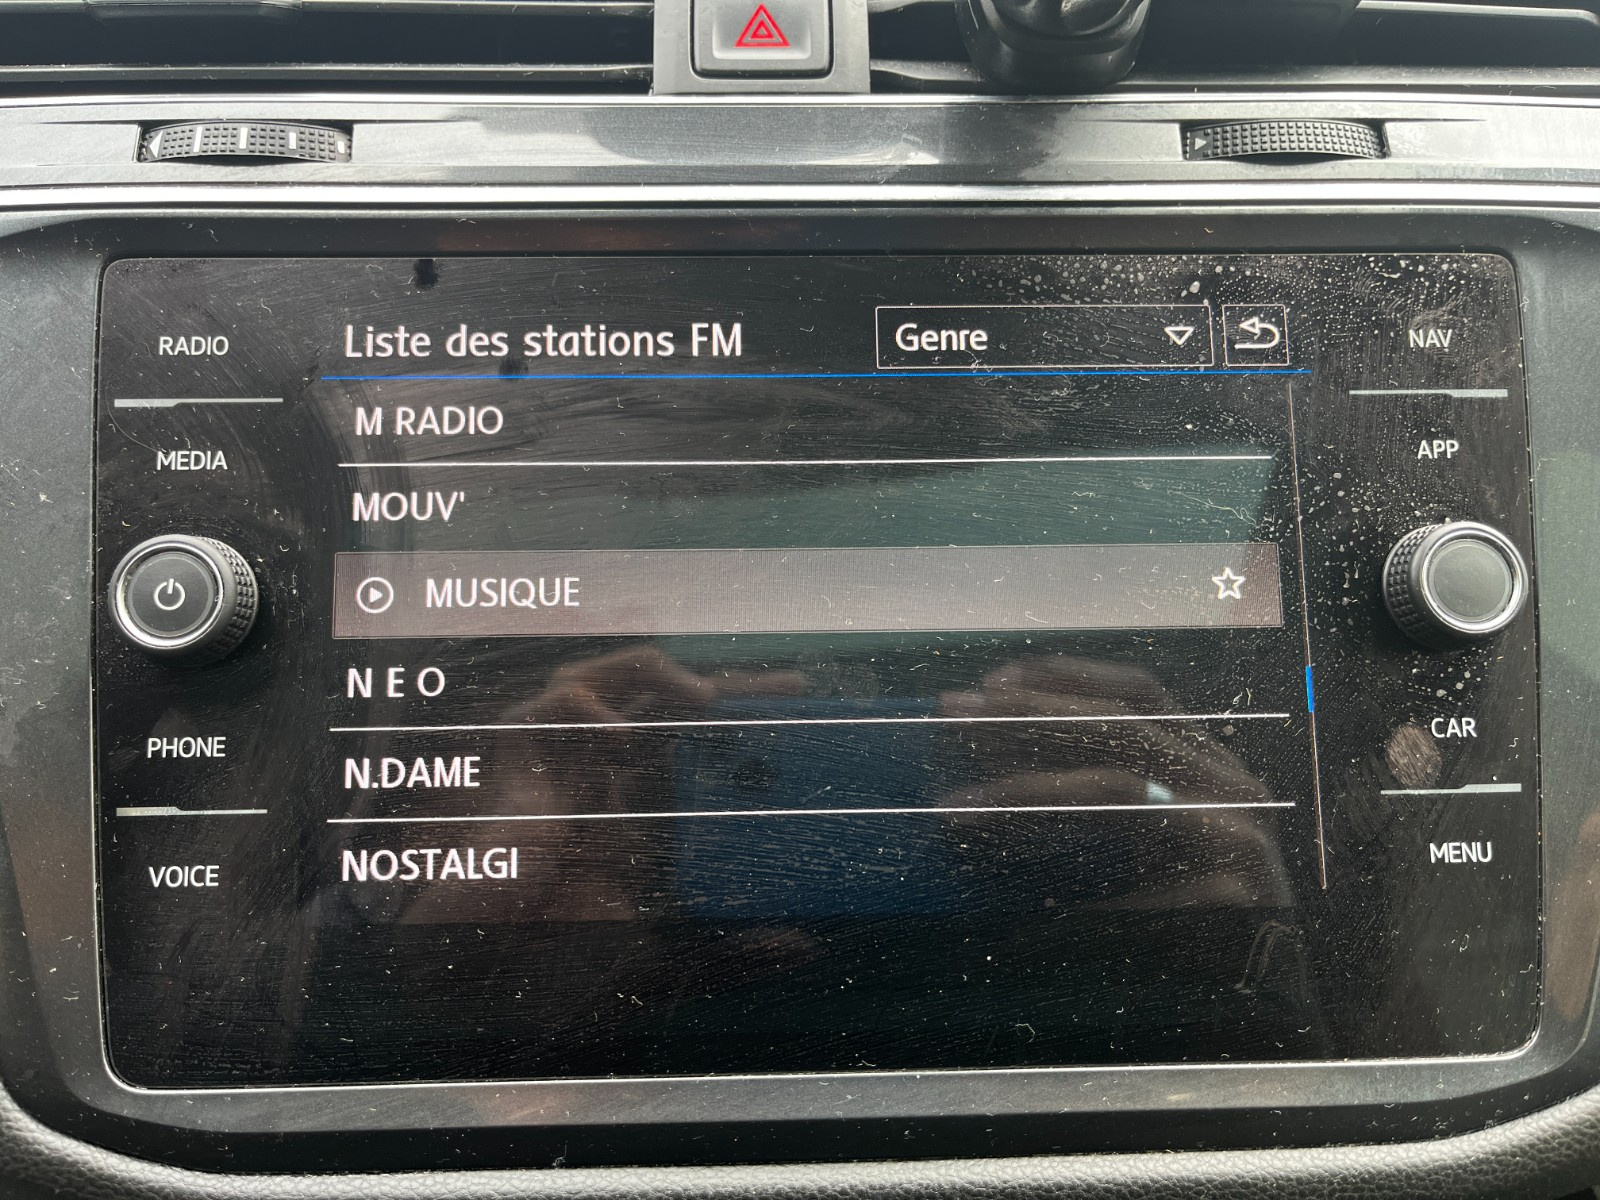 Liste des stations FM
Genre
M RADIO
MOUV'
MUSIQUE
N E O
N.DAME
NOSTALGI
RADIO
MEDIA
PHONE
VOICE
NAV
APP
CAR
MENU